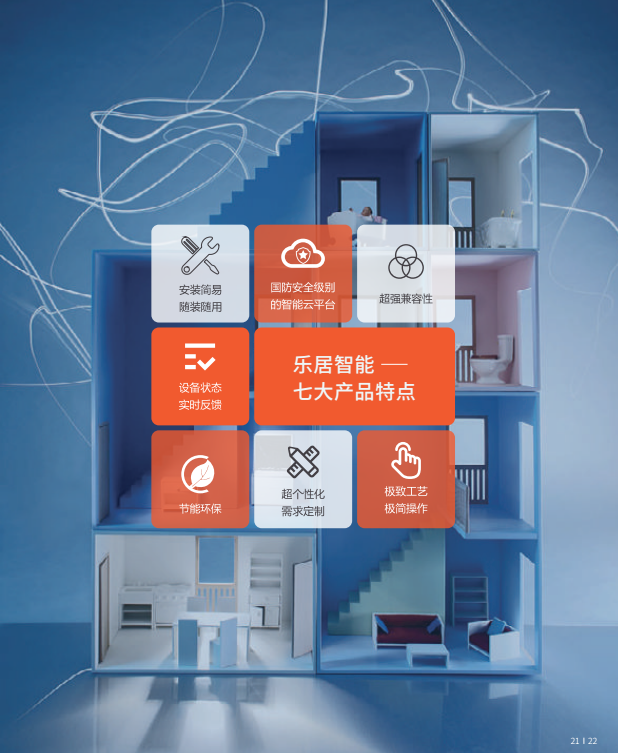 安装简易
随装随用
国防安全级别
的智能云平台
超强兼容性
设备状态
实时反馈
乐居智能 —
七大产品特点
节能环保
超个性化
需求定制
极致工艺
极简操作
21 | 22